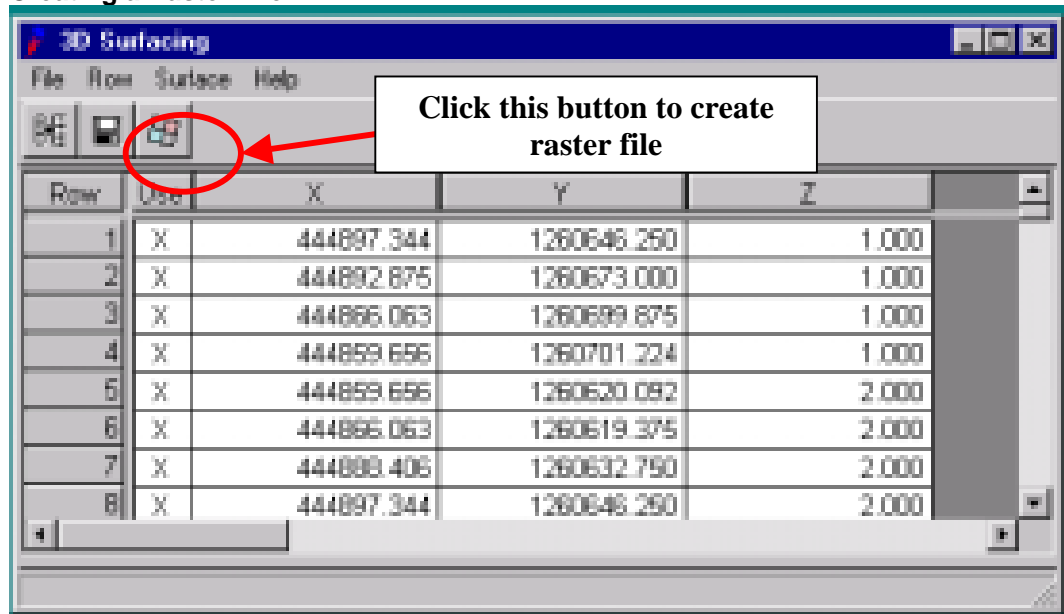 3D Surfacing
File Row Surface Help
Click this button to create
raster file
Row Use X Y Z
1 X 444897.344 1260646.250 1.000
2 X 444892.875 1260673.000 1.000
3 X 444866.063 1260699.875 1.000
4 X 444859.656 1260701.224 1.000
5 X 444859.656 1260620.092 2.000
6 X 444866.063 1260619.375 2.000
7 X 444888.406 1260632.750 2.000
8 X 444897.344 1260646.250 2.000